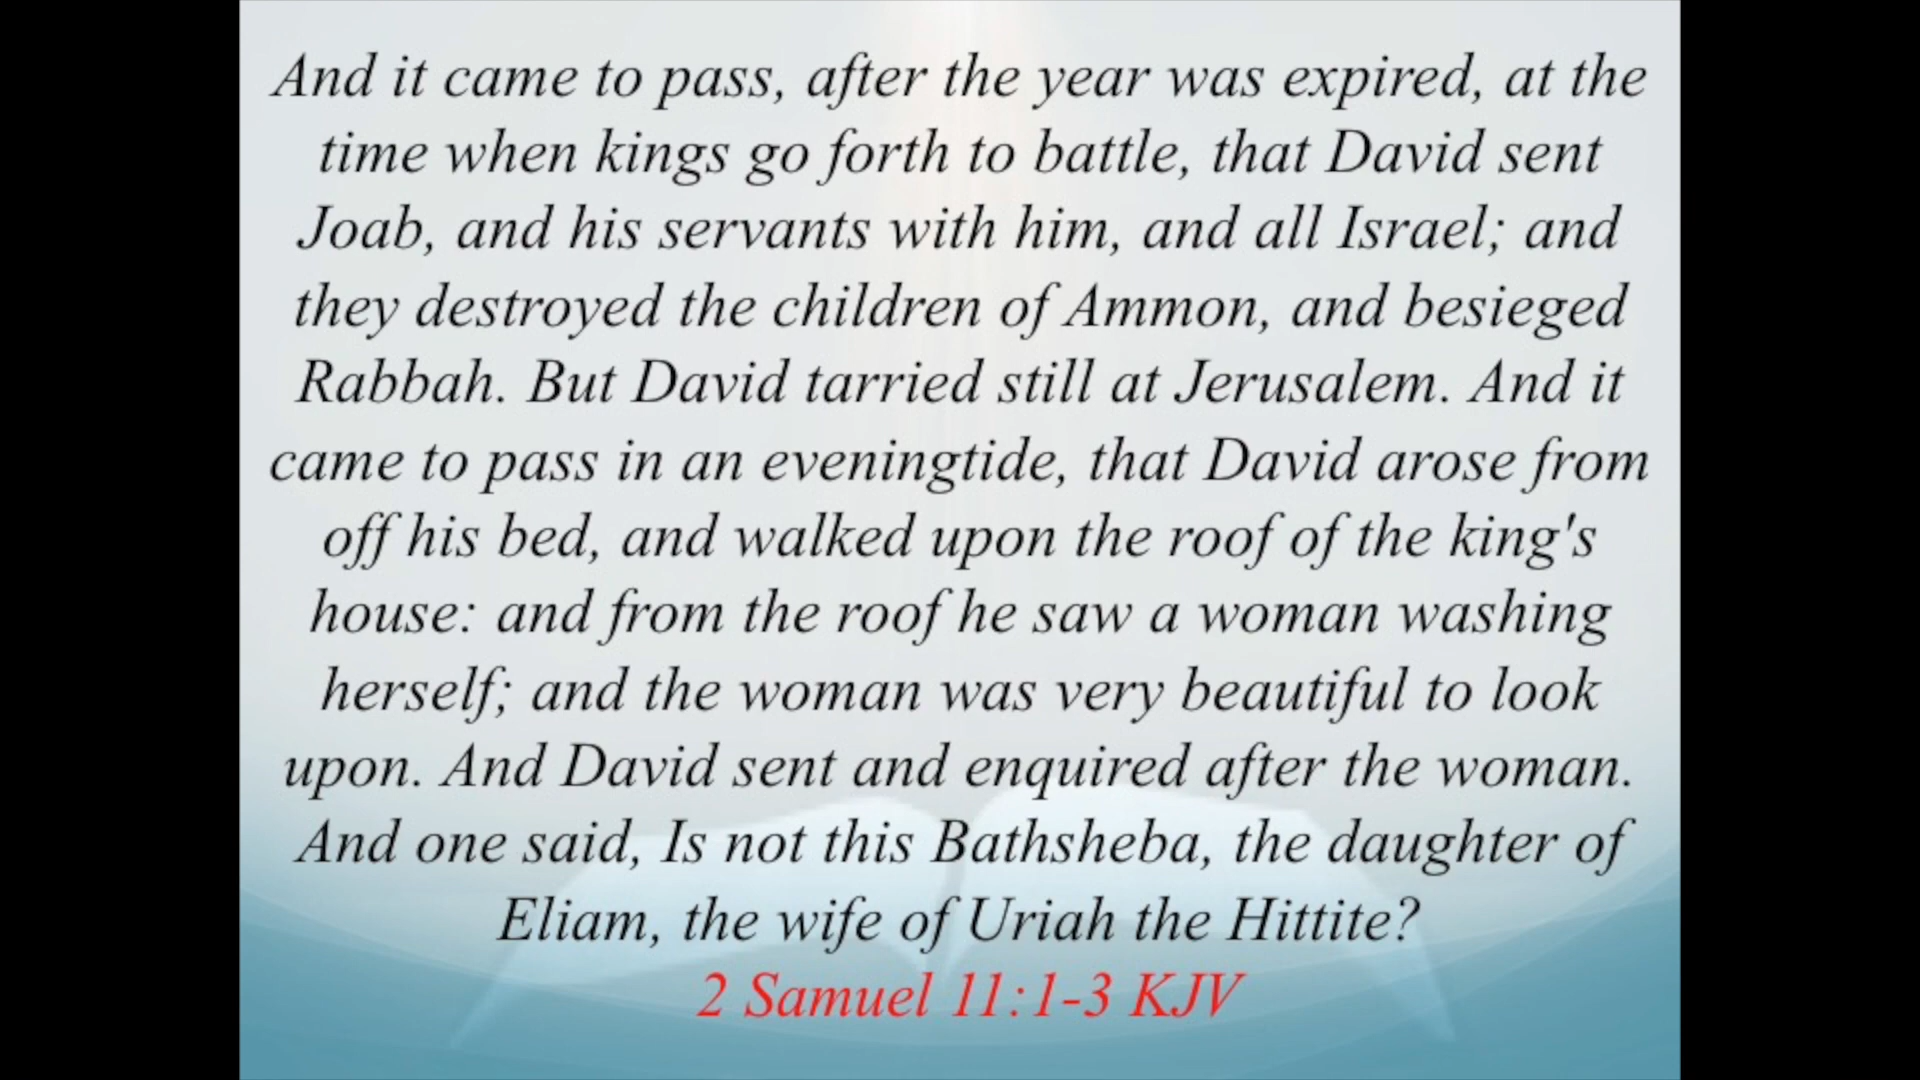 And it came to pass, after the year was expired, at the
time when kings go forth to battle, that David sent
Joab, and his servants with him, and all Israel; and
they destroyed the children of Ammon, and besieged
Rabbah. But David tarried still at Jerusalem. And it
came to pass in an eveningtide, that David arose from
off his bed, and walked upon the roof of the king's
house: and from the roof he saw a woman washing
herself; and the woman was very beautiful to look
upon. And David sent and enquired after the woman.
And one said, Is not this Bathsheba, the daughter of
Eliam, the wife of Uriah the Hittite?
2 Samuel 11:1-3 KJV